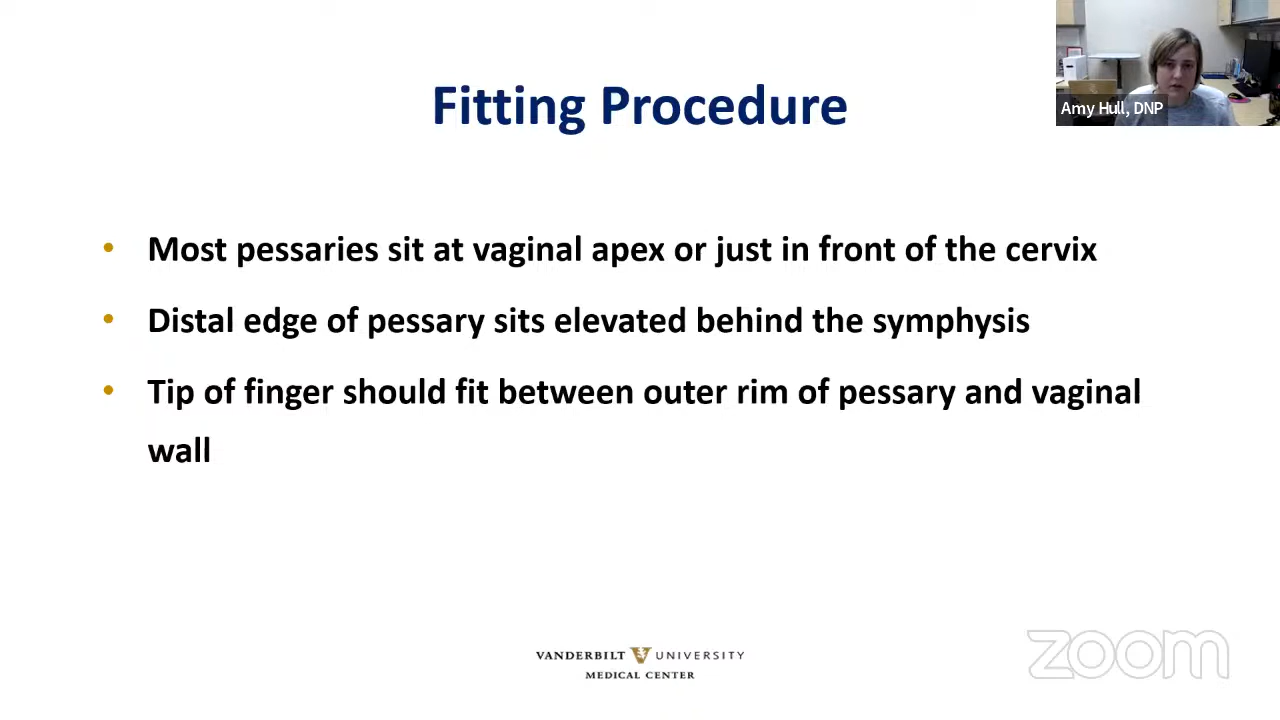 Fitting Procedure
Amy Hull, DNP
• Most pessaries sit at vaginal apex or just in front of the cervix
• Distal edge of pessary sits elevated behind the symphysis
• Tip of finger should fit between outer rim of pessary and vaginal
wall
VANDERBILT UNIVERSITY
MEDICAL CENTER
zoom